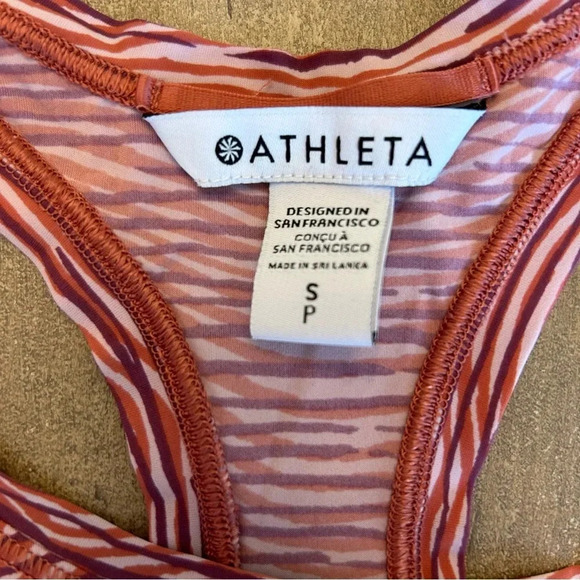 ATHLETA
DESIGNED IN
SAN FRANCISCO
CONÇU À
SAN FRANCISCO
MADE IN SRI LANKA
S
P